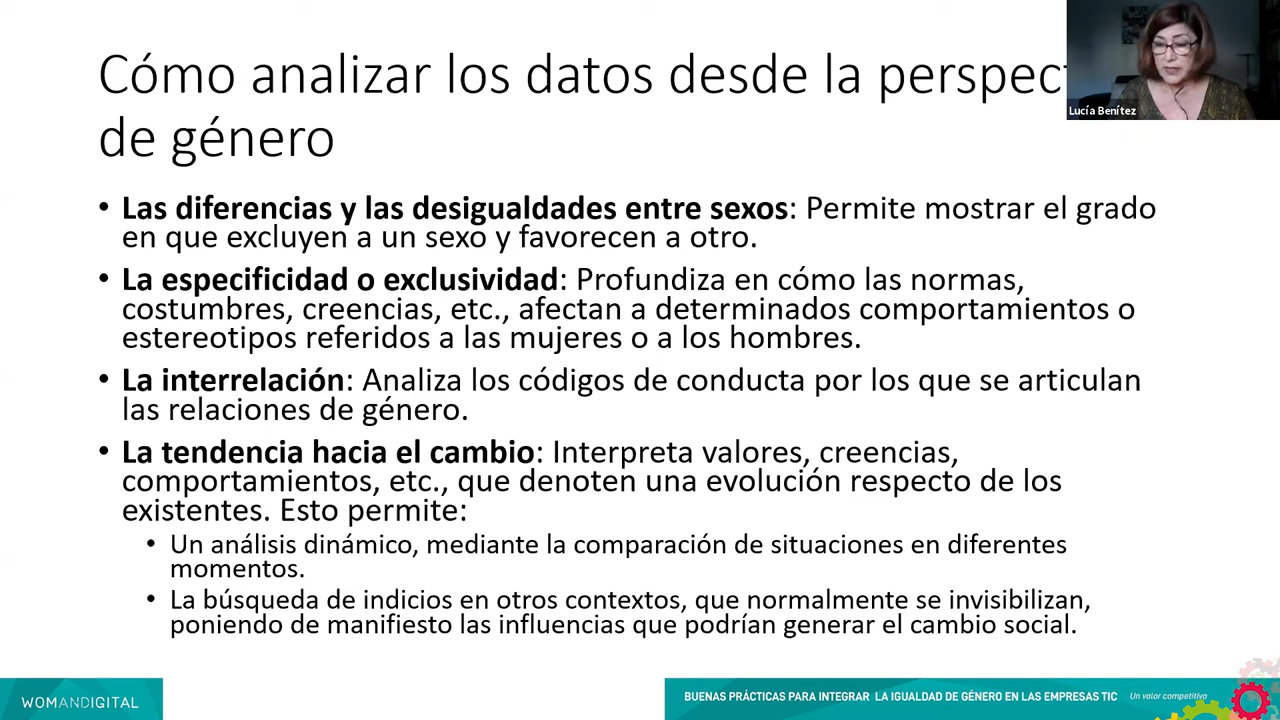 Cómo analizar los datos desde la
de género
Lucía Benítez
• Las diferencias y las desigualdades entre sexos: Permite mostrar el grado
en que excluyen a un sexo y favorecen a otro.
• La especificidad o exclusividad: Profundiza en cómo las normas,
costumbres, creencias, etc., afectan a determinados comportamientos o
estereotipos referidos a las mujeres o a los hombres.
• La interrelación: Analiza los códigos de conducta por los que se articulan
las relaciones de género.
• La tendencia hacia el cambio: Interpreta valores, creencias,
comportamientos, etc., que denoten una evolución respecto de los
existentes. Esto permite:
• Un análisis dinámico, mediante la comparación de situaciones en diferentes
momentos.
• La búsqueda de indicios en otros contextos, que normalmente se invisibilizan,
poniendo de manifiesto las influencias que podrían generar el cambio social.
WOMANDIGITAL
BUENAS PRÁCTICAS PARA INTEGRAR LA IGUALDAD DE GÉNERO EN LAS EMPRESAS TIC Un valor competitivo